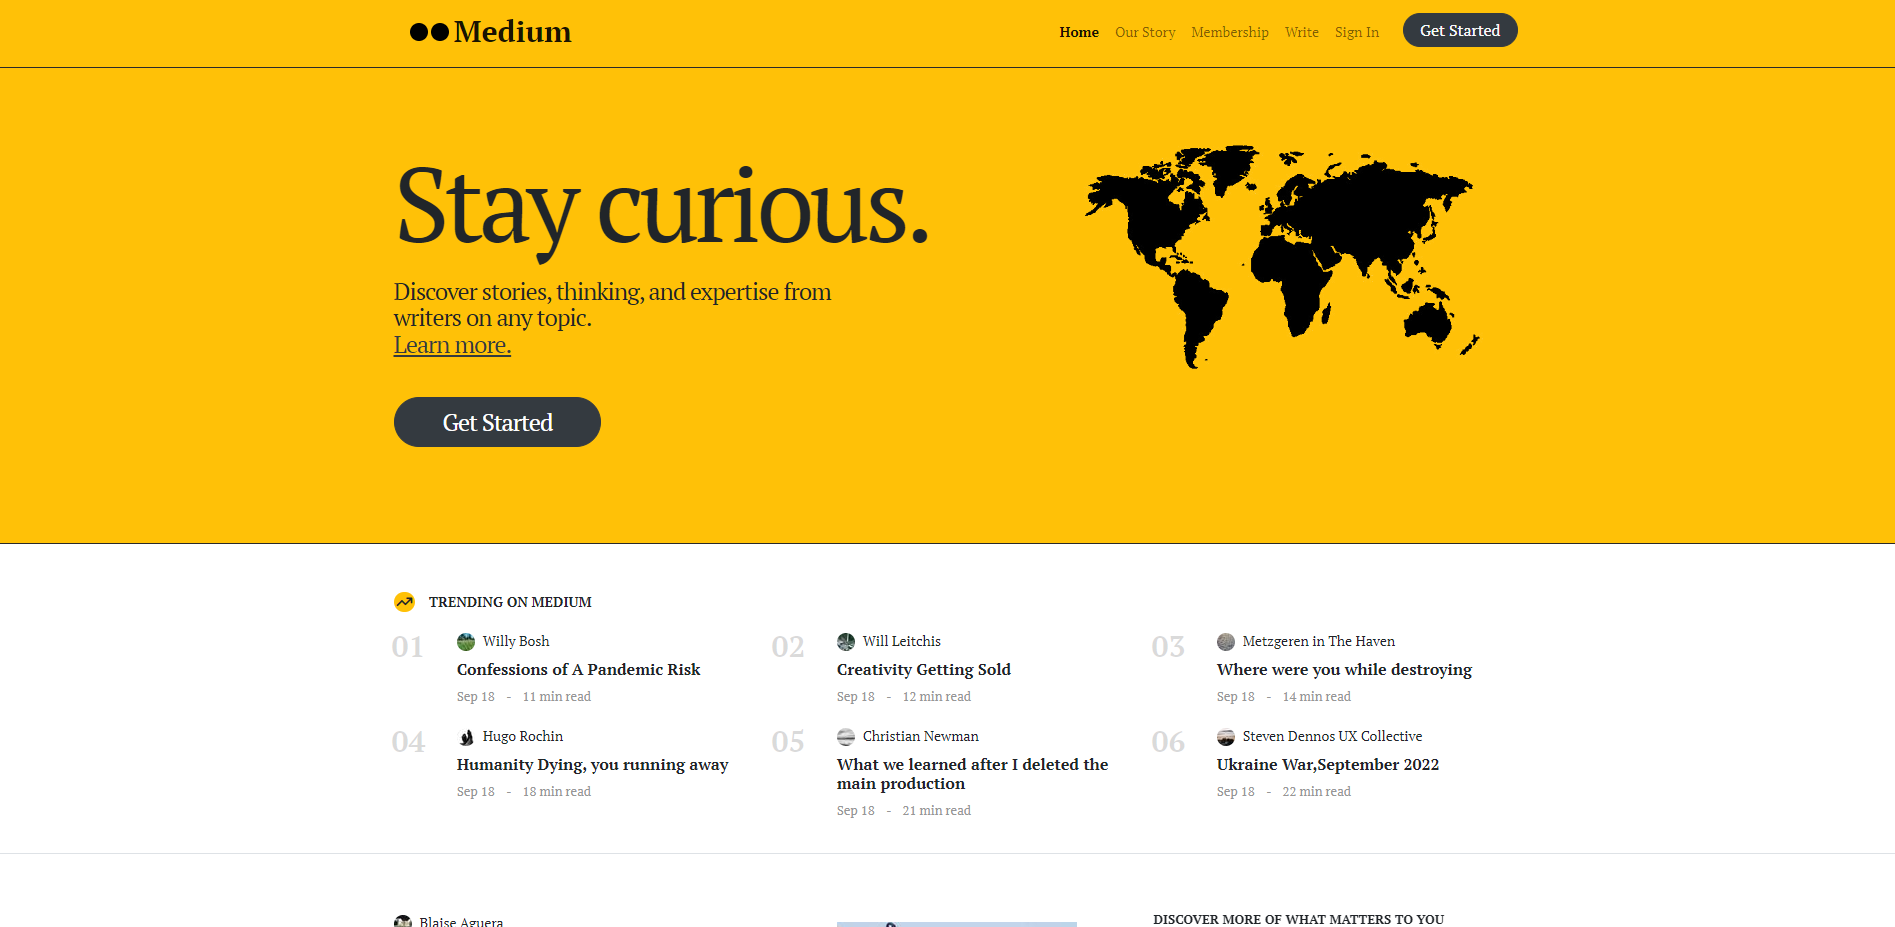 Medium
Home Our Story Membership Write Sign In Get Started
Stay curious.
Discover stories, thinking, and expertise from
writers on any topic.
Learn more.
Get Started
TRENDING ON MEDIUM
01
Willy Bosh
Confessions of A Pandemic Risk
Sep 18 - 11 min read
02
Will Leitchis
Creativity Getting Sold
Sep 18 - 12 min read
03
Metzgeren in The Haven
Where were you while destroying
Sep 18 - 14 min read
04
Hugo Rochin
Humanity Dying, you running away
Sep 18 - 18 min read
05
Christian Newman
What we learned after I deleted the
main production
Sep 18 - 21 min read
06
Steven Dennos UX Collective
Ukraine War,September 2022
Sep 18 - 22 min read
Blaise Aguera
DISCOVER MORE OF WHAT MATTERS TO YOU